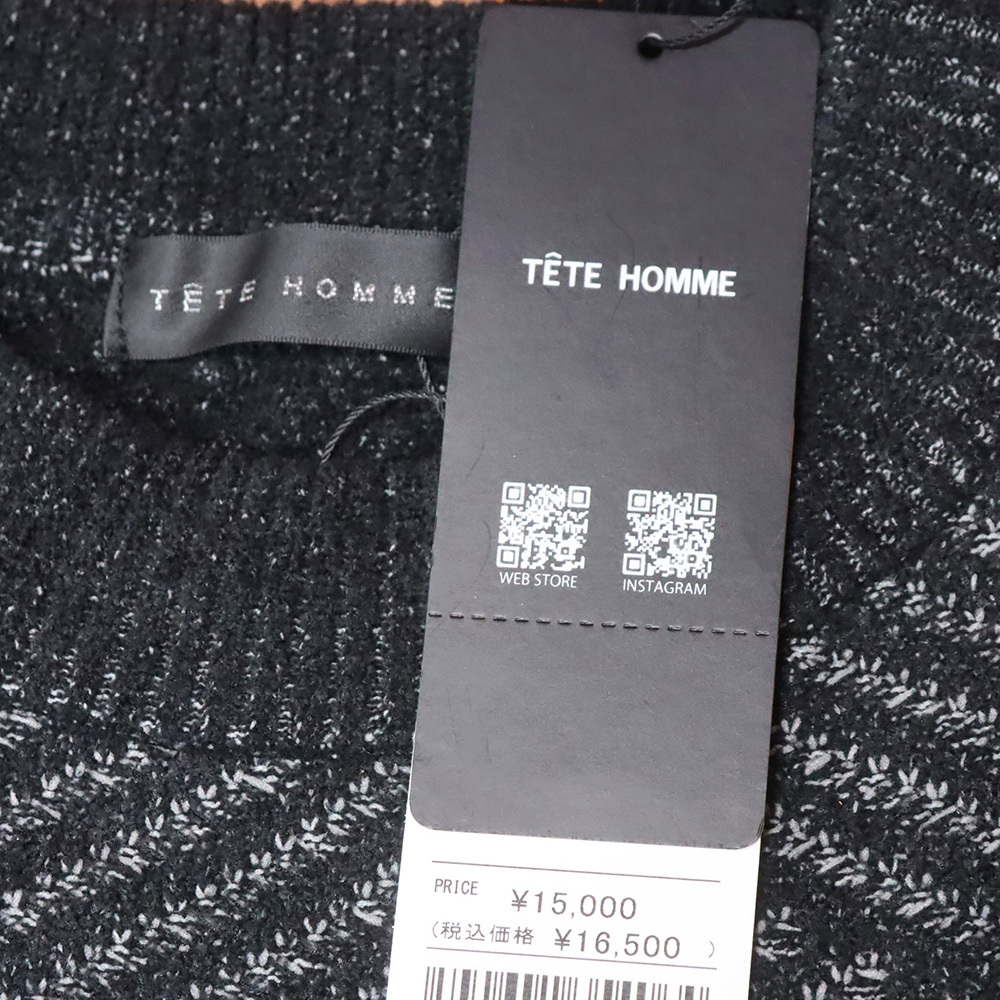 TÊTE HOMME
TÊTE HOMME
WEB STORE
INSTAGRAM
PRICE ¥15,000
(税込価格 ¥16,500 )